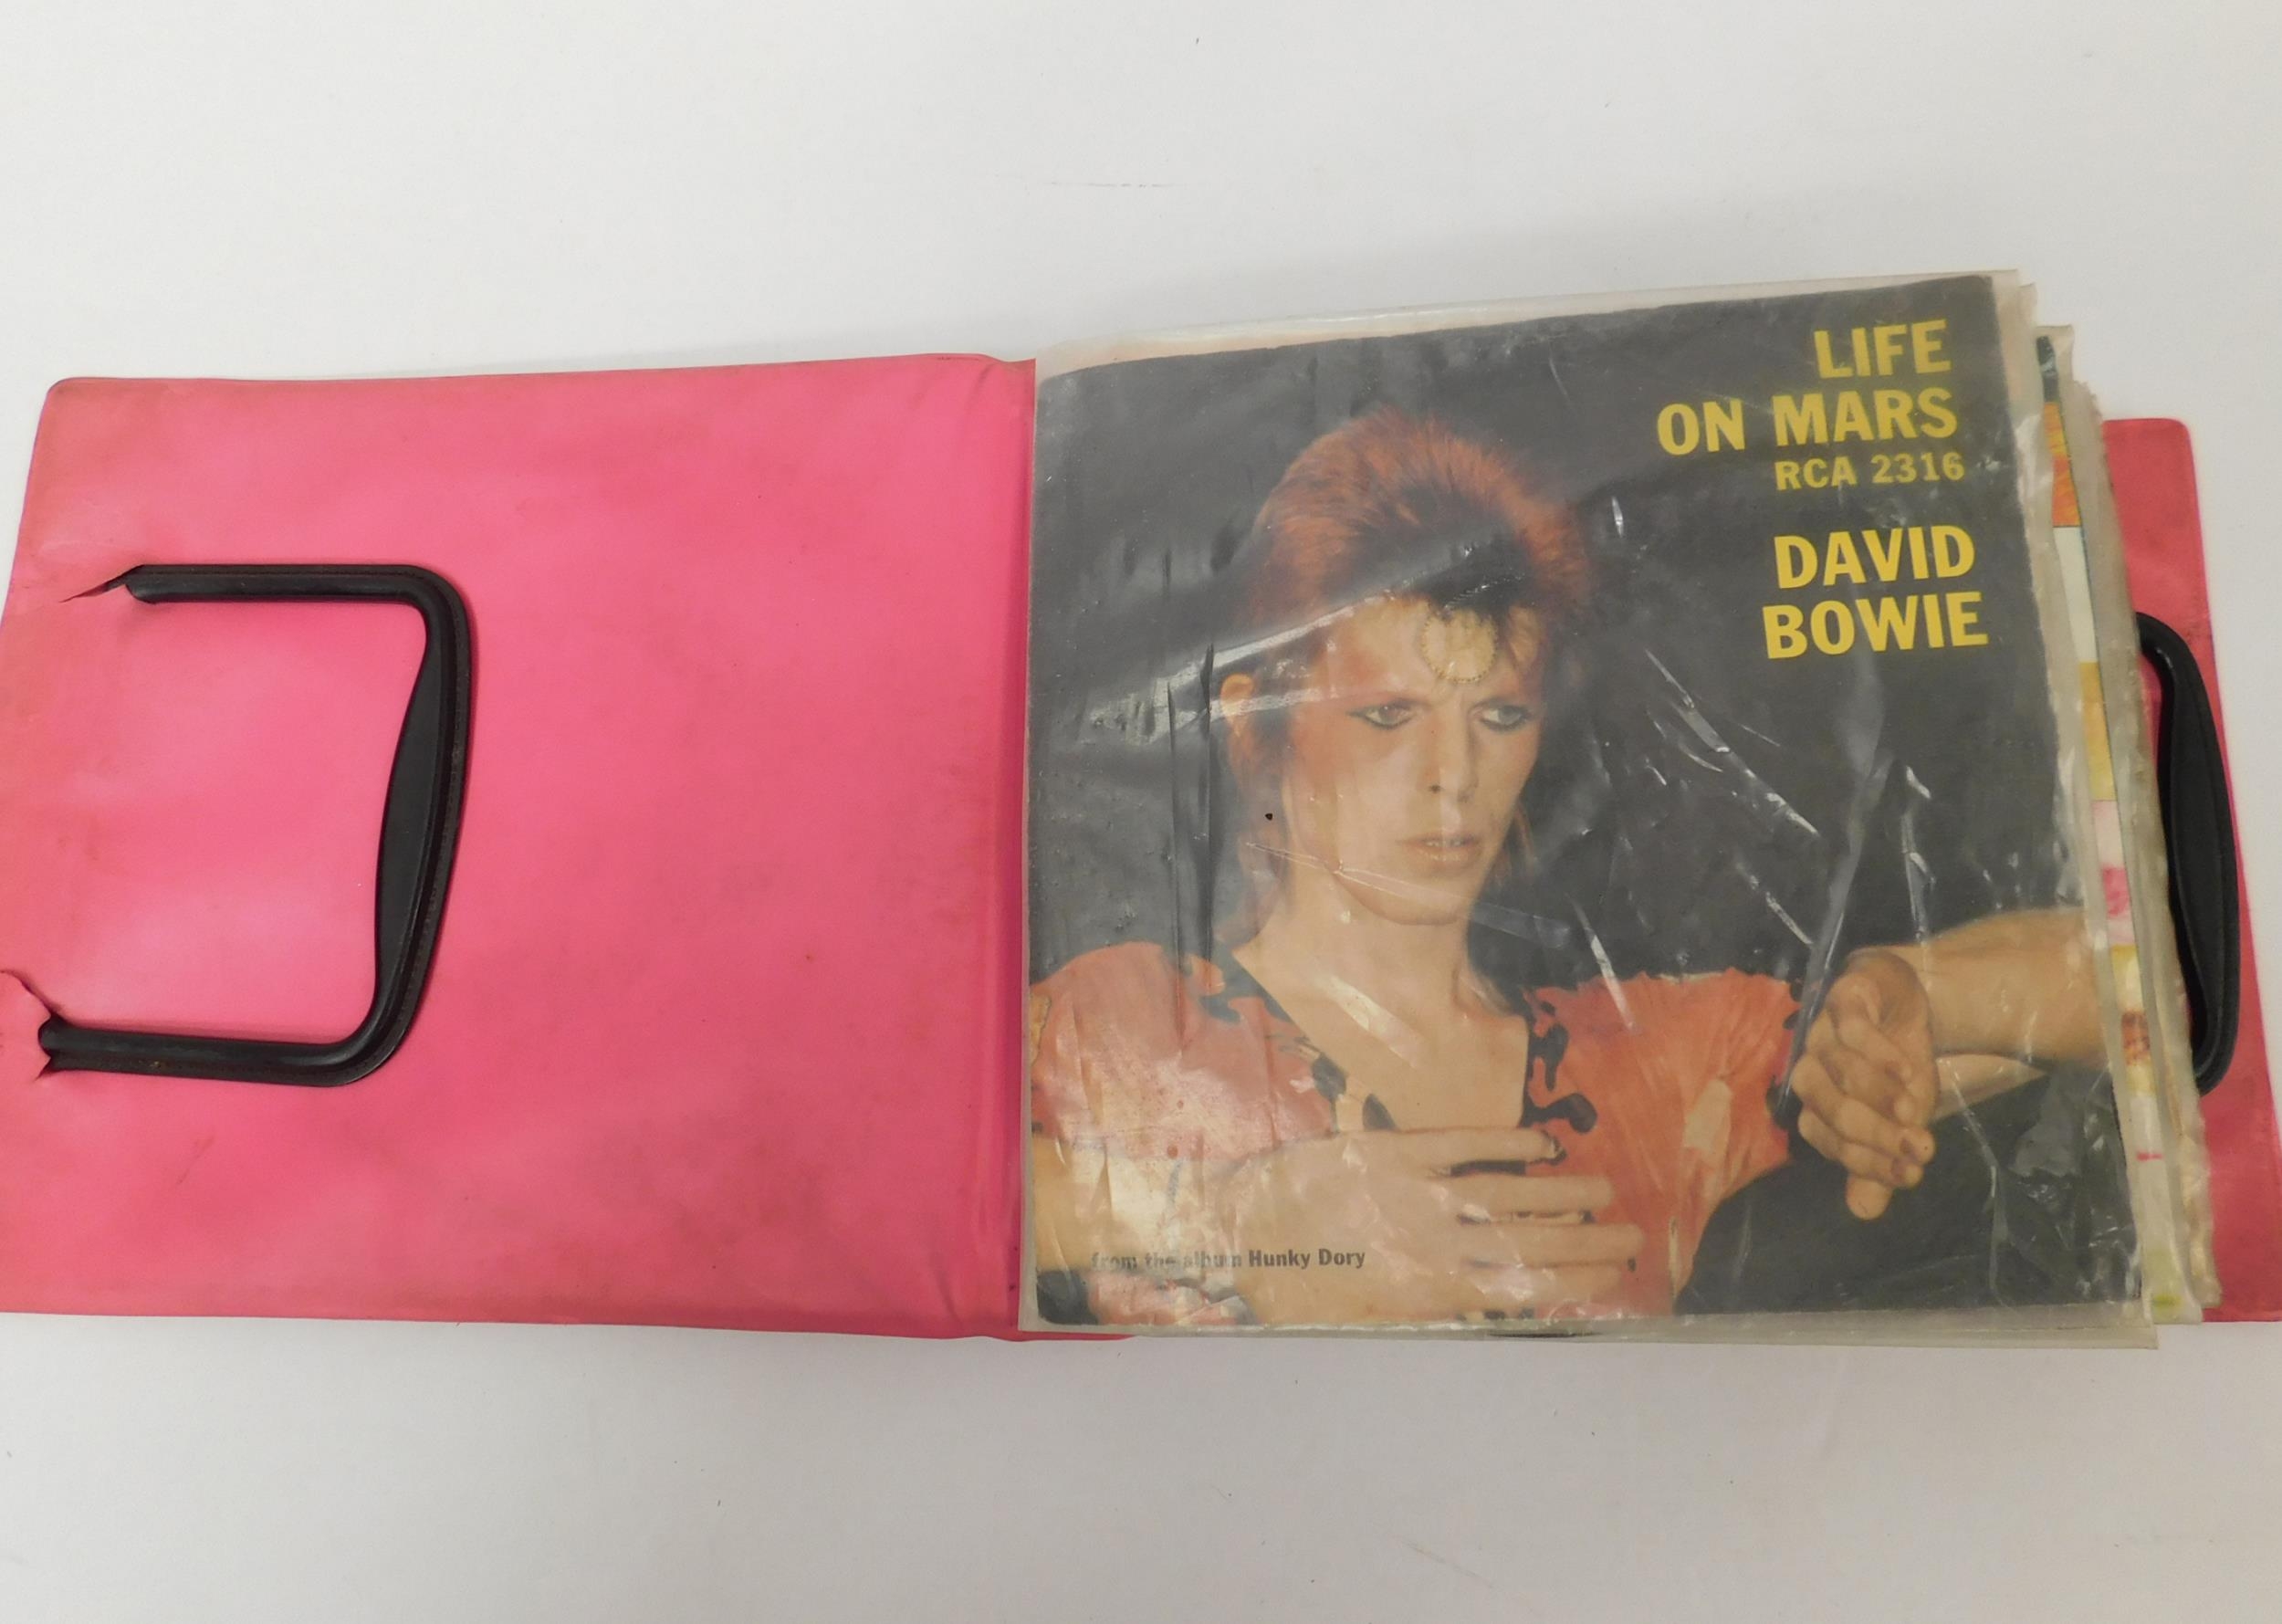 LIFE
ON MARS
RCA 2316
DAVID
BOWIE
from the album Hunky Dory